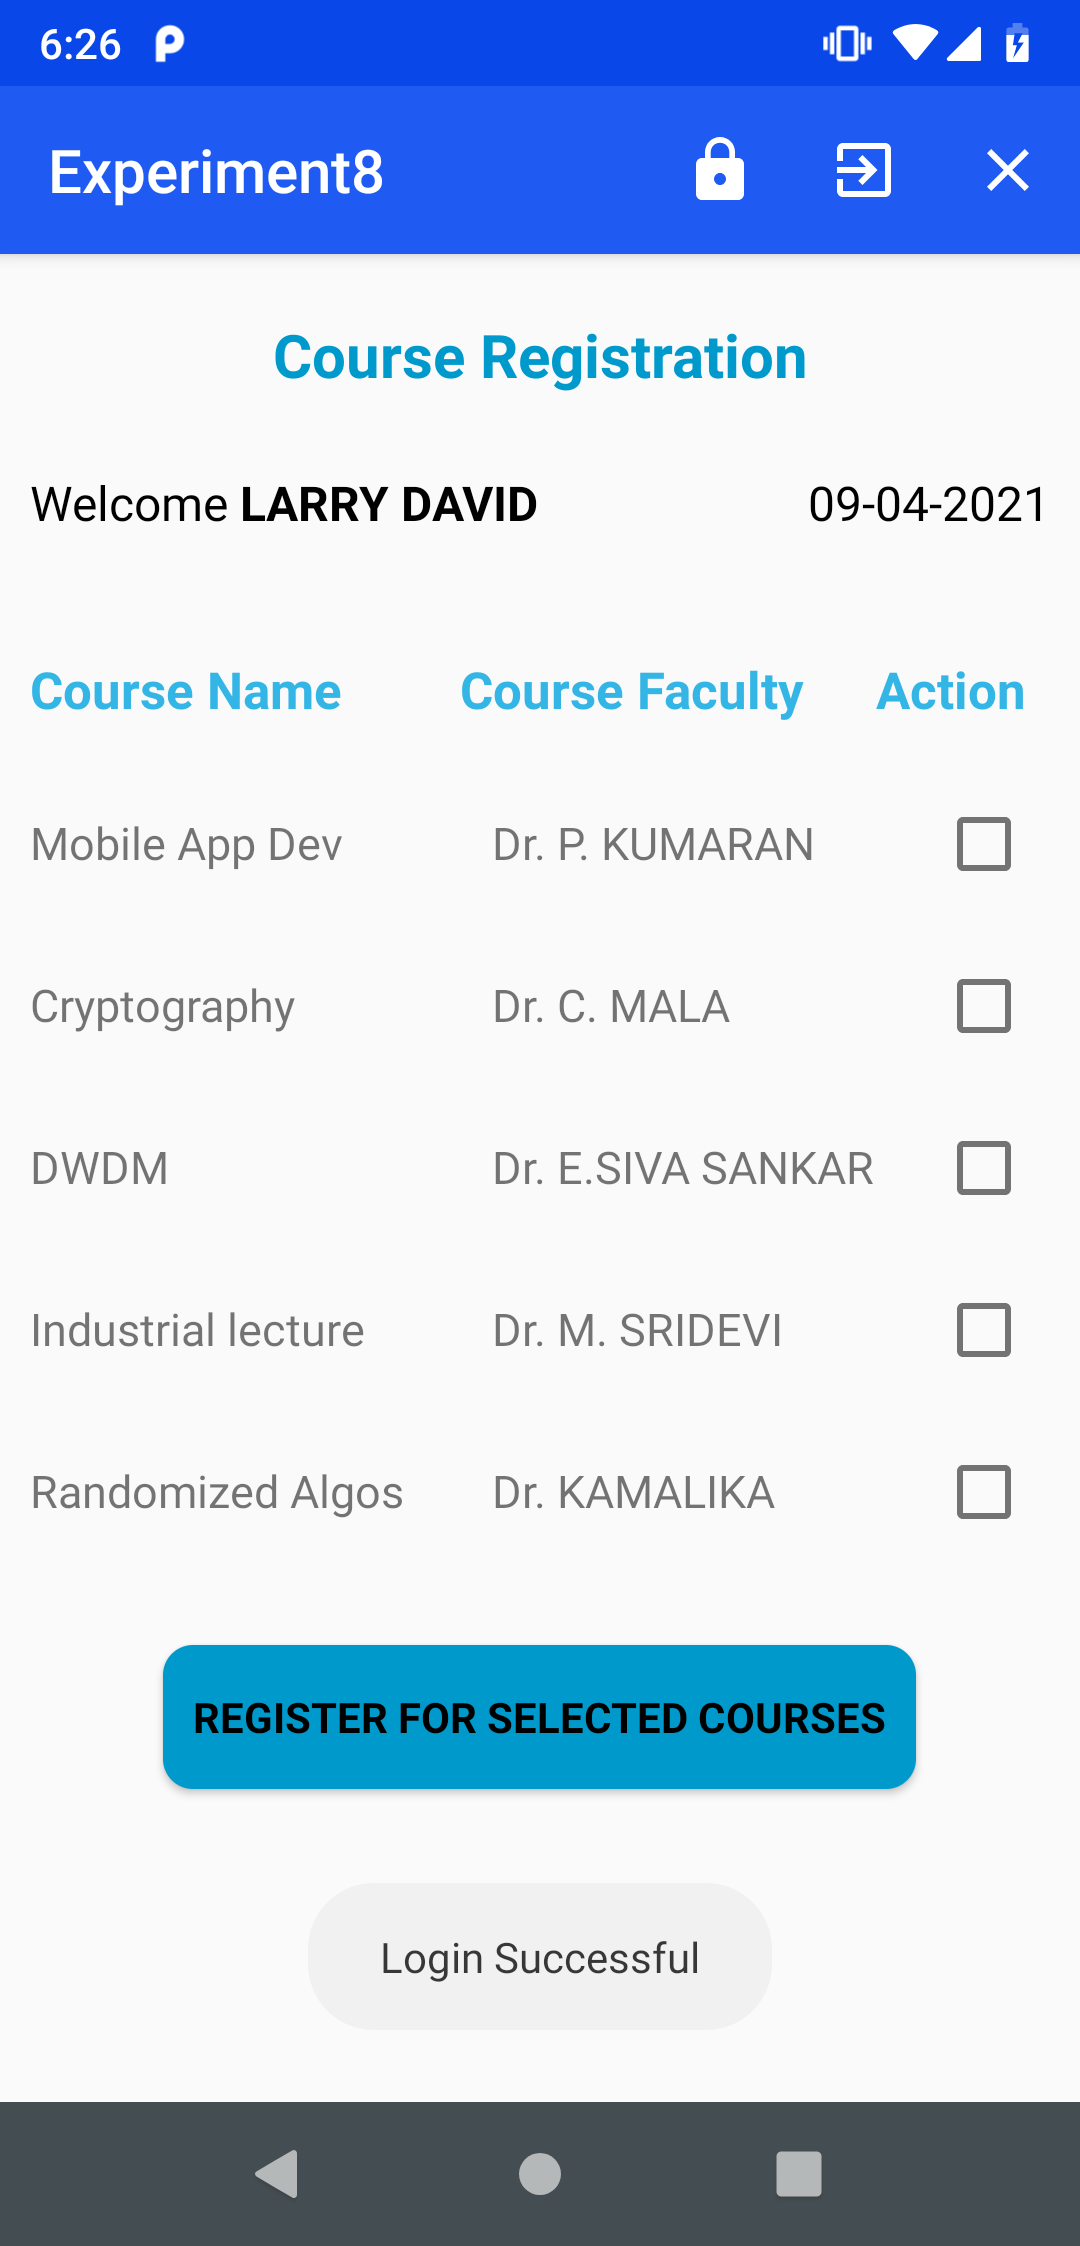 6:26
Experiment8
Course Registration
Welcome LARRY DAVID 09-04-2021
Course Name Course Faculty Action
Mobile App Dev Dr. P. KUMARAN
Cryptography Dr. C. MALA
DWDM Dr. E.SIVA SANKAR
Industrial lecture Dr. M. SRIDEVI
Randomized Algos Dr. KAMALIKA
REGISTER FOR SELECTED COURSES
Login Successful